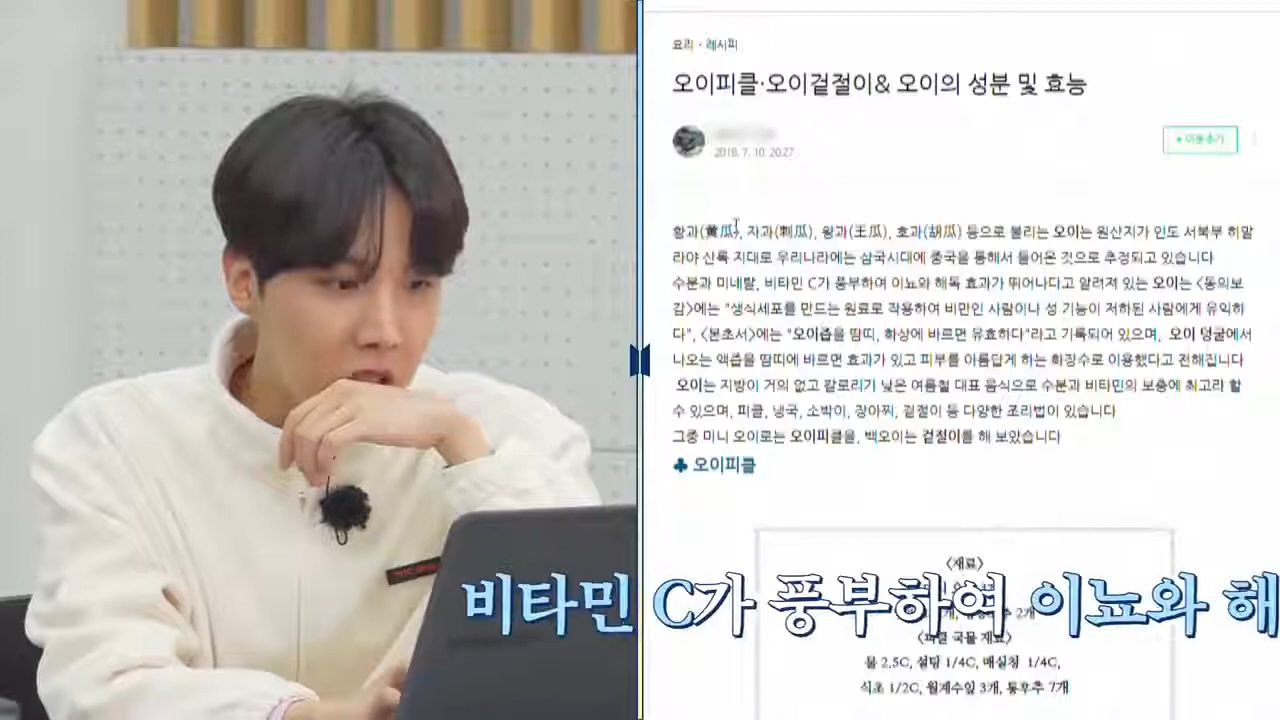 요리・레시피
오이피클·오이겉절이& 오이의 성분 및 효능
2018. 7. 10. 20:27
+ 이웃추가
황과(黄瓜), 자과(刺瓜), 왕과(王瓜), 호과(胡瓜) 등으로 불리는 오이는 원산지가 인도 서북부 히말
라야 산록 지대로 우리나라에는 삼국시대에 중국을 통해서 들어온 것으로 추정되고 있습니다
수분과 미네랄, 비타민 C가 풍부하여 이뇨와 해독 효과가 뛰어나다고 알려져 있는 오이는 <동의보
감>에는 "생식세포를 만드는 원료로 작용하여 비만인 사람이나 성 기능이 저하된 사람에게 유익하
다", <본초서>에는 "오이즙을 땀띠, 화상에 바르면 유효하다"라고 기록되어 있으며, 오이 덩굴에서
나오는 액즙을 땀띠에 바르면 효과가 있고 피부를 아름답게 하는 화장수로 이용했다고 전해집니다
오이는 지방이 거의 없고 칼로리가 낮은 여름철 대표 음식으로 수분과 비타민의 보충에 최고라 할
수 있으며, 피클, 냉국, 소박이, 장아찌, 겉절이 등 다양한 조리법이 있습니다
그중 미니 오이로는 오이피클을, 백오이는 겉절이를 해 보았습니다
♣ 오이피클
<재료>
비타민 C가 풍부하여 이뇨와 해
2개
<피클 국물 재료>
물 2.5C, 설탕 1/4C, 매실청 1/4C,
식초 1/2C, 월계수잎 3개, 통후추 7개